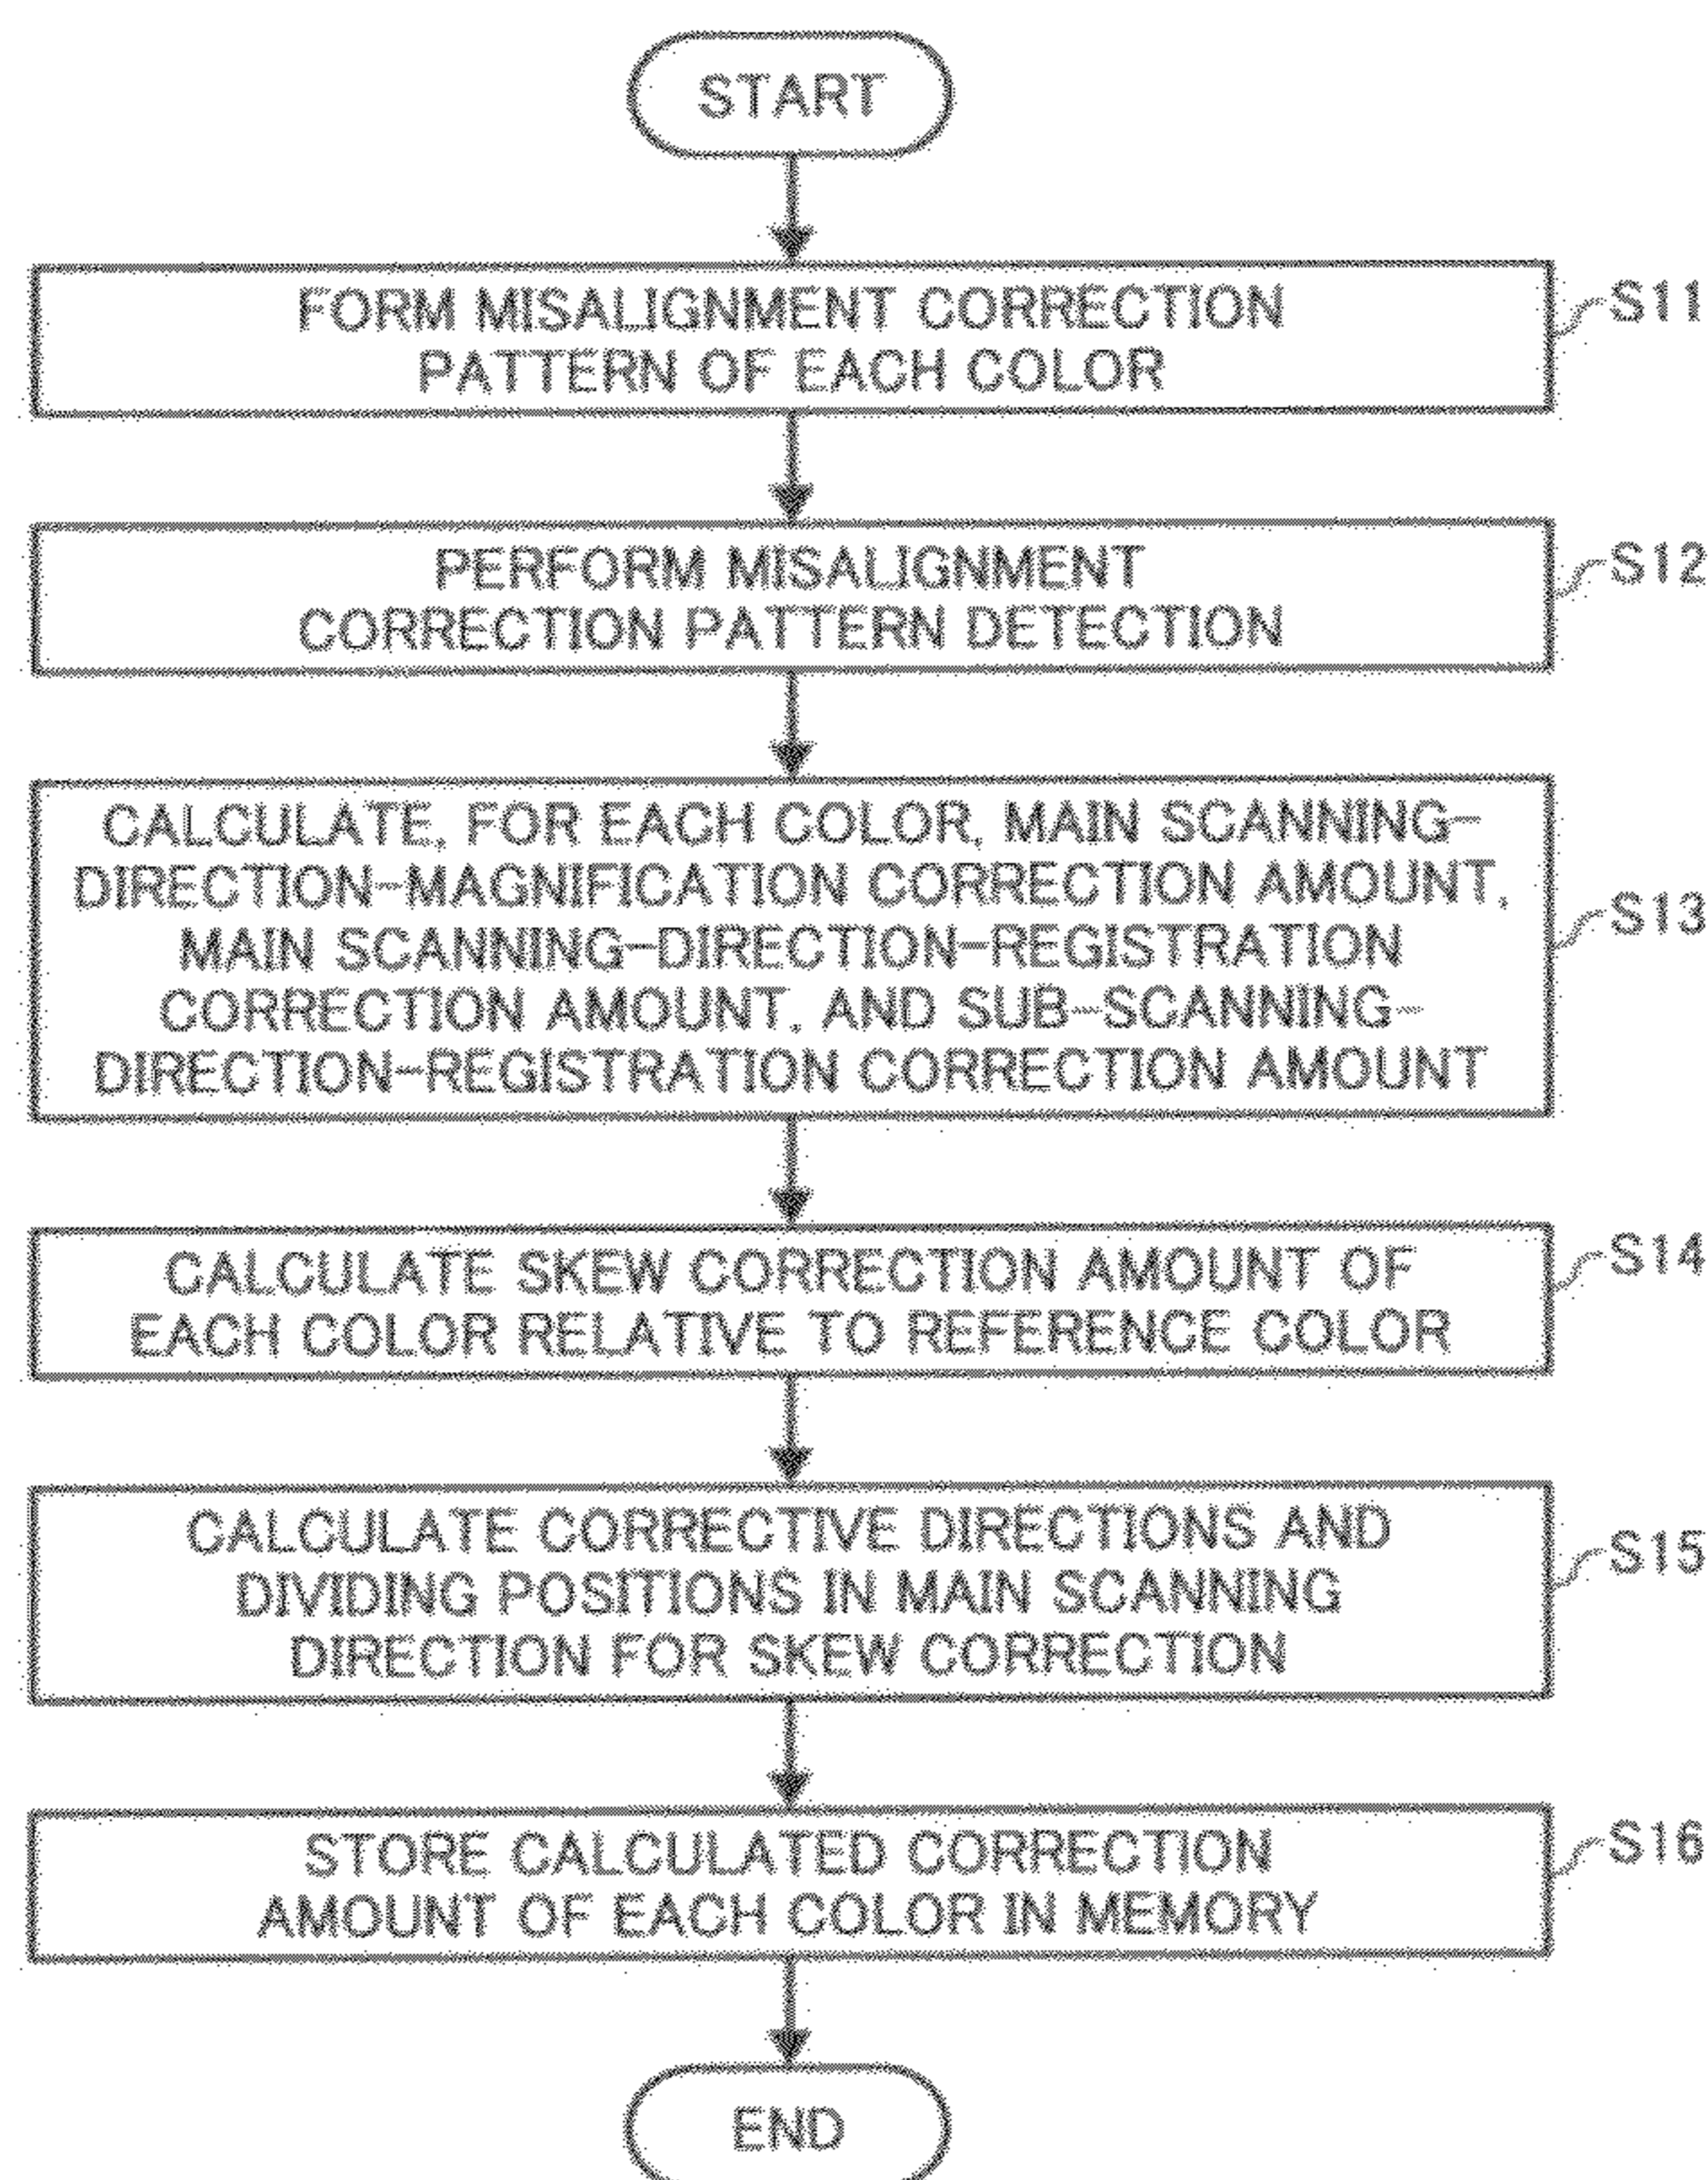 START
FORM MISALIGNMENT CORRECTION
PATTERN OF EACH COLOR
S11
PERFORM MISALIGNMENT
CORRECTION PATTERN DETECTION
S12
CALCULATE, FOR EACH COLOR, MAIN SCANNING-
DIRECTION-MAGNIFICATION CORRECTION AMOUNT,
MAIN SCANNING-DIRECTION-REGISTRATION
CORRECTION AMOUNT, AND SUB-SCANNING-
DIRECTION-REGISTRATION CORRECTION AMOUNT
S13
CALCULATE SKEW CORRECTION AMOUNT OF
EACH COLOR RELATIVE TO REFERENCE COLOR
S14
CALCULATE CORRECTIVE DIRECTIONS AND
DIVIDING POSITIONS IN MAIN SCANNING
DIRECTION FOR SKEW CORRECTION
S15
STORE CALCULATED CORRECTION
AMOUNT OF EACH COLOR IN MEMORY
S16
END